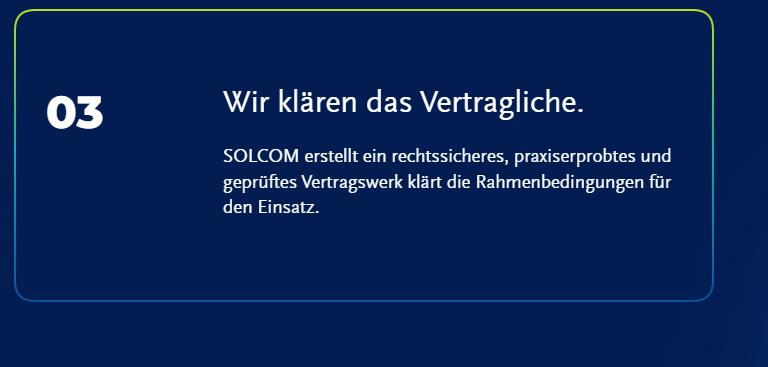 03
Wir klären das Vertragliche.
SOLCOM erstellt ein rechtssicheres, praxiserprobtes und
geprüftes Vertragswerk klärt die Rahmenbedingungen für
den Einsatz.